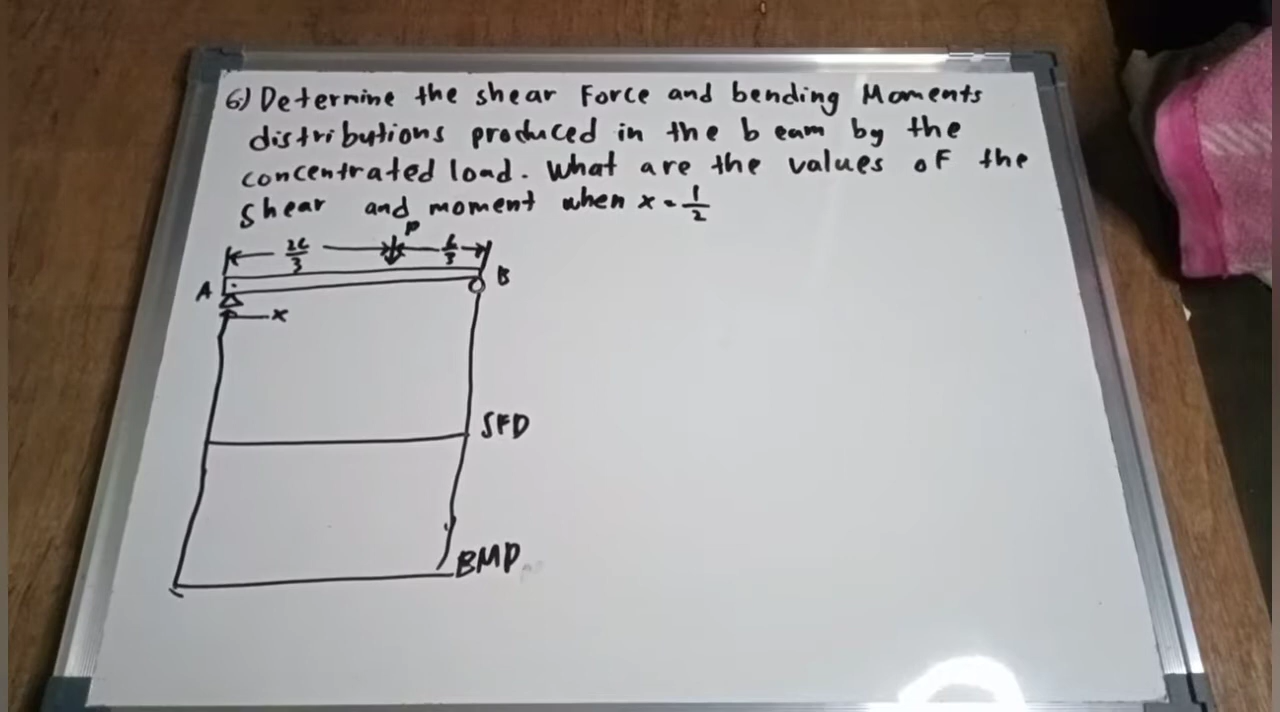 6) Determine the shear Force and bending Moments
distributions produced in the beam by the
concentrated load. What are the values of the
shear and moment when x = 1/2
P
2L/3 L/3
A B
x
SFD
BMD